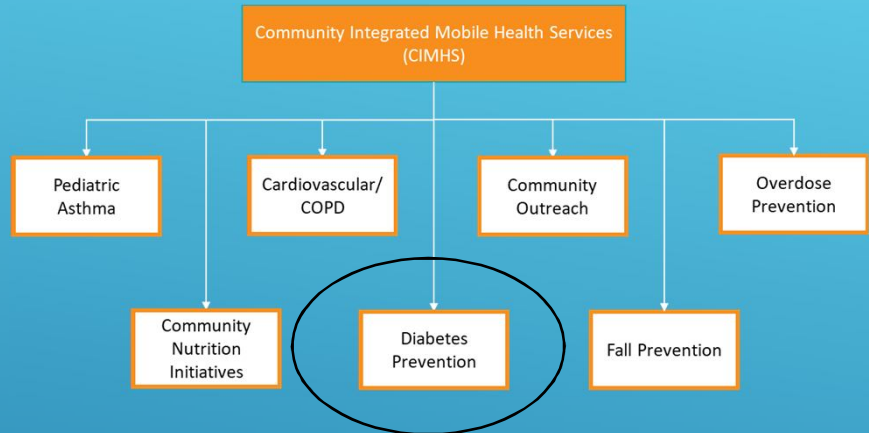 Community Integrated Mobile Health Services
(CIMHS)
Pediatric
Asthma
Cardiovascular/
COPD
Community
Outreach
Overdose
Prevention
Community
Nutrition
Initiatives
Diabetes
Prevention
Fall Prevention